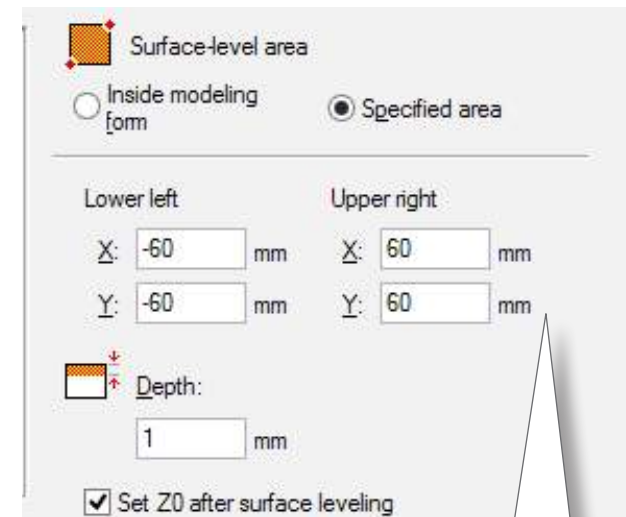 Surface-level area
Inside modeling
form
Specified area
Lower left Upper right
X: -60 mm X: 60 mm
Y: -60 mm Y: 60 mm
Depth:
1 mm
Set Z0 after surface leveling